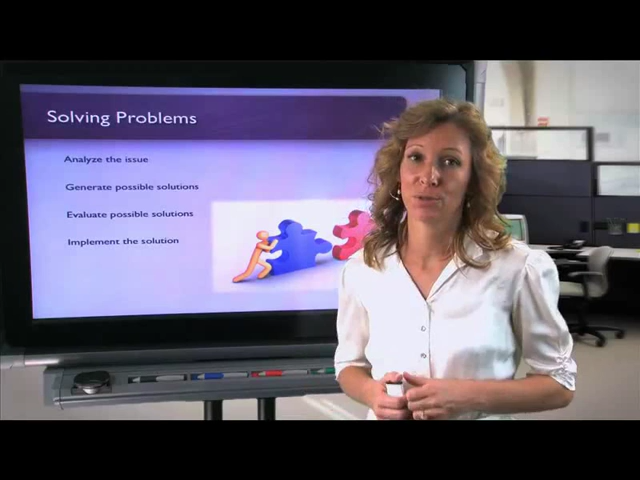 Solving Problems
Analyze the issue
Generate possible solutions
Evaluate possible solutions
Implement the solution